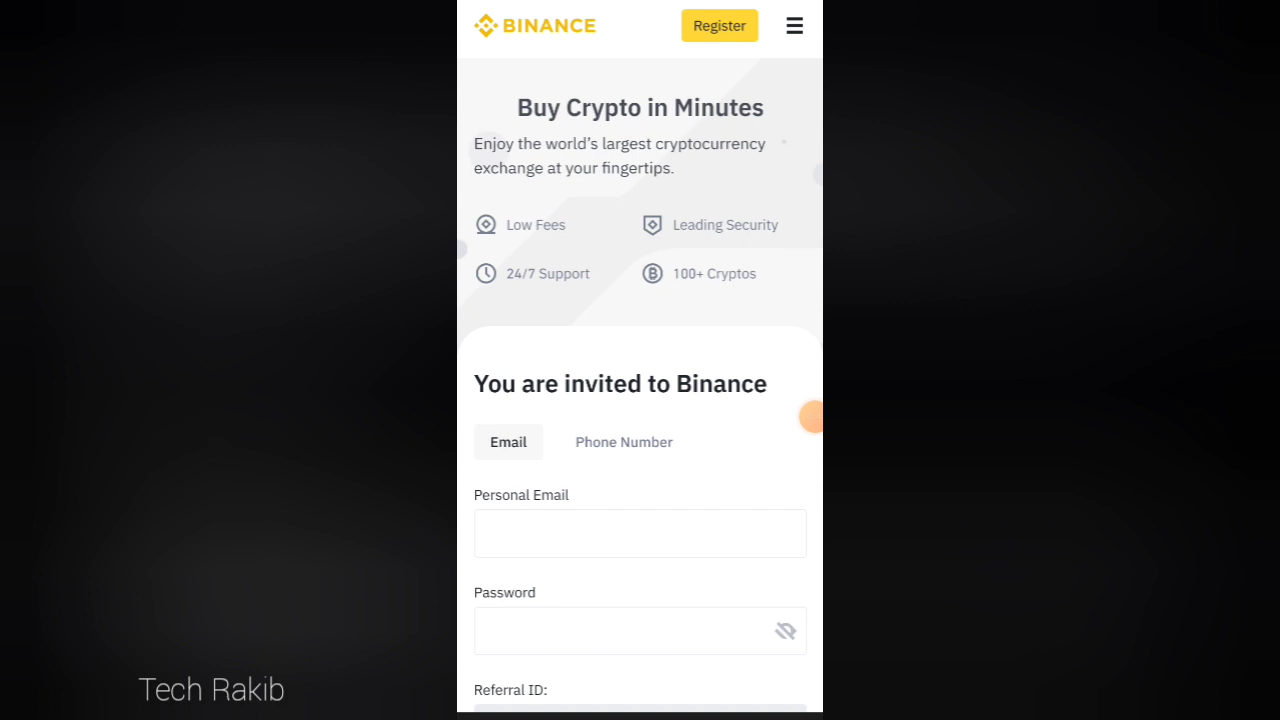 BINANCE
Register
Buy Crypto in Minutes
Enjoy the world's largest cryptocurrency
exchange at your fingertips.
Low Fees
Leading Security
24/7 Support
100+ Cryptos
You are invited to Binance
Email
Phone Number
Personal Email
Password
Referral ID:
Tech Rakib